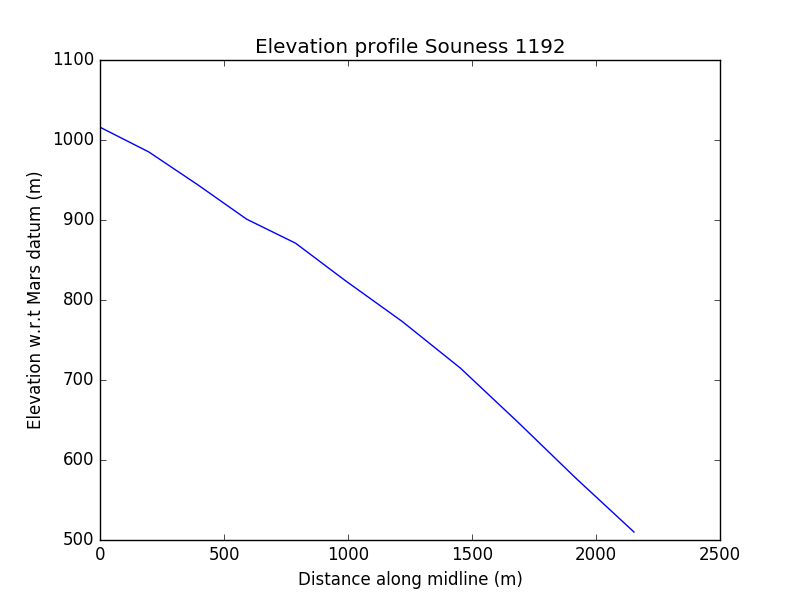 Elevation profile Souness 1192
1100
1000
900
800
700
600
500
Elevation w.r.t Mars datum (m)
0 500 1000 1500 2000 2500
Distance along midline (m)